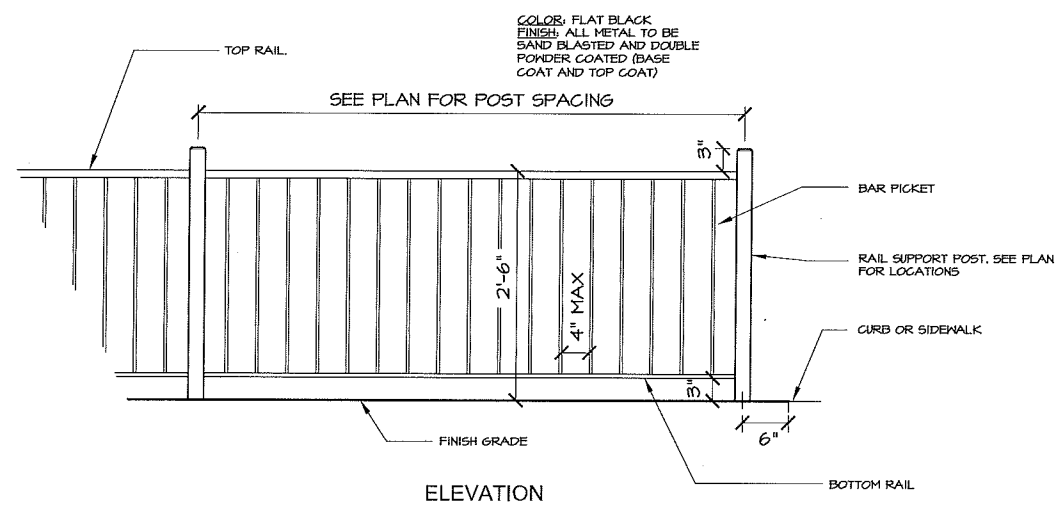 COLOR: FLAT BLACK
FINISH: ALL METAL TO BE
SAND BLASTED AND DOUBLE
POWDER COATED (BASE
COAT AND TOP COAT)
TOP RAIL.
SEE PLAN FOR POST SPACING
3"
BAR PICKET
RAIL SUPPORT POST. SEE PLAN
FOR LOCATIONS
2'-6"
4" MAX
CURB OR SIDEWALK
3"
6"
FINISH GRADE
BOTTOM RAIL
ELEVATION